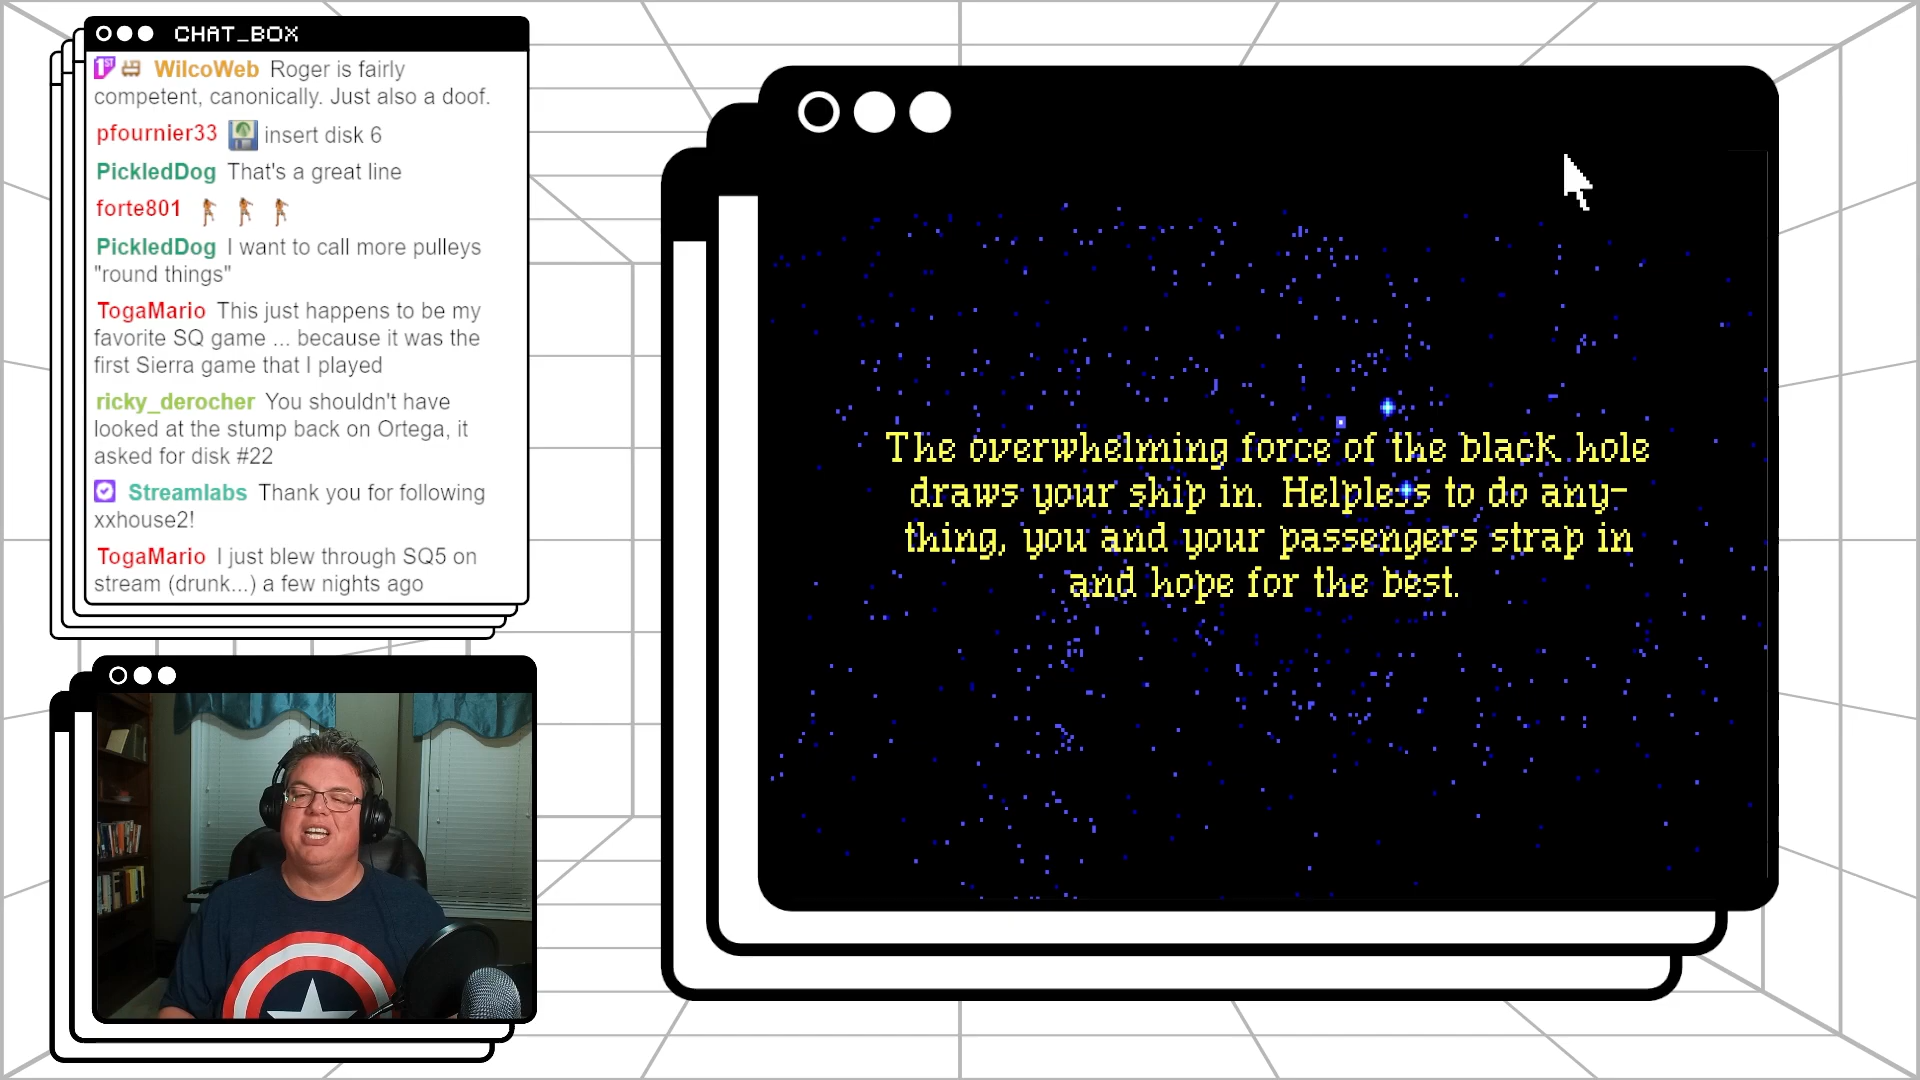 CHAT_BOX
1ST WilcoWeb Roger is fairly
competent, canonically. Just also a doof.
pfournier33 insert disk 6
PickledDog That's a great line
forte801
PickledDog I want to call more pulleys
"round things"
TogaMario This just happens to be my
favorite SQ game ... because it was the
first Sierra game that I played
ricky_derocher You shouldn't have
looked at the stump back on Ortega, it
asked for disk #22
Streamlabs Thank you for following
xxhouse2!
TogaMario I just blew through SQ5 on
stream (drunk...) a few nights ago
The overwhelming force of the black hole
draws your ship in. Helpless to do any-
thing, you and your passengers strap in
and hope for the best.